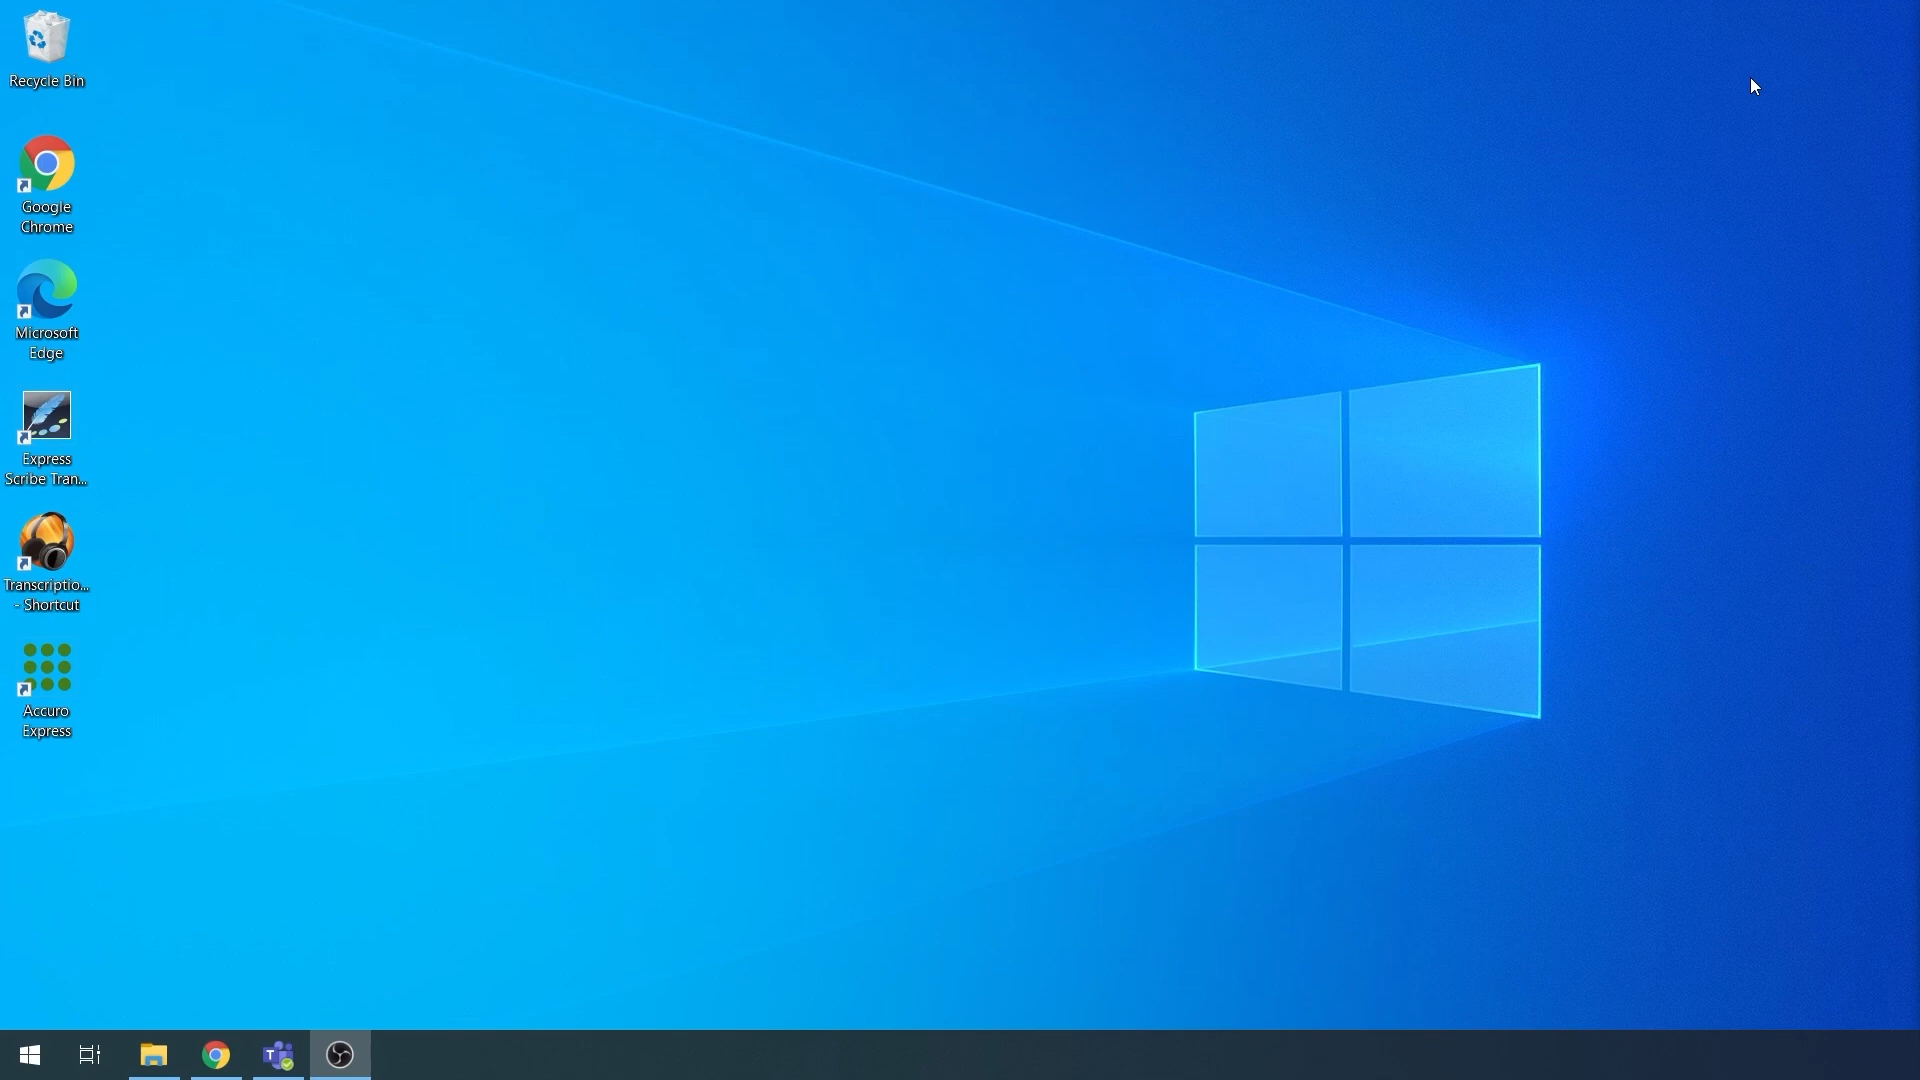 Recycle Bin
Google
Chrome
Microsoft
Edge
Express
Scribe Tran...
Transcriptio...
- Shortcut
Accuro
Express
T